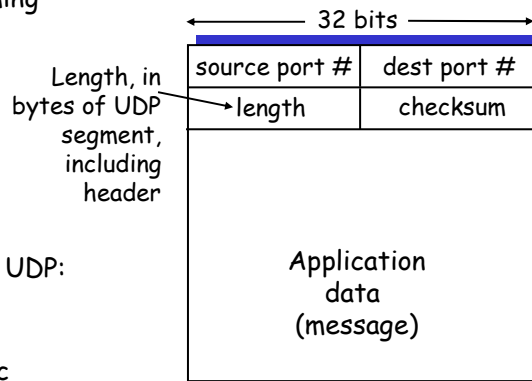 32 bits
source port # dest port #
length checksum
Length, in
bytes of UDP
segment,
including
header
UDP:
Application
data
(message)